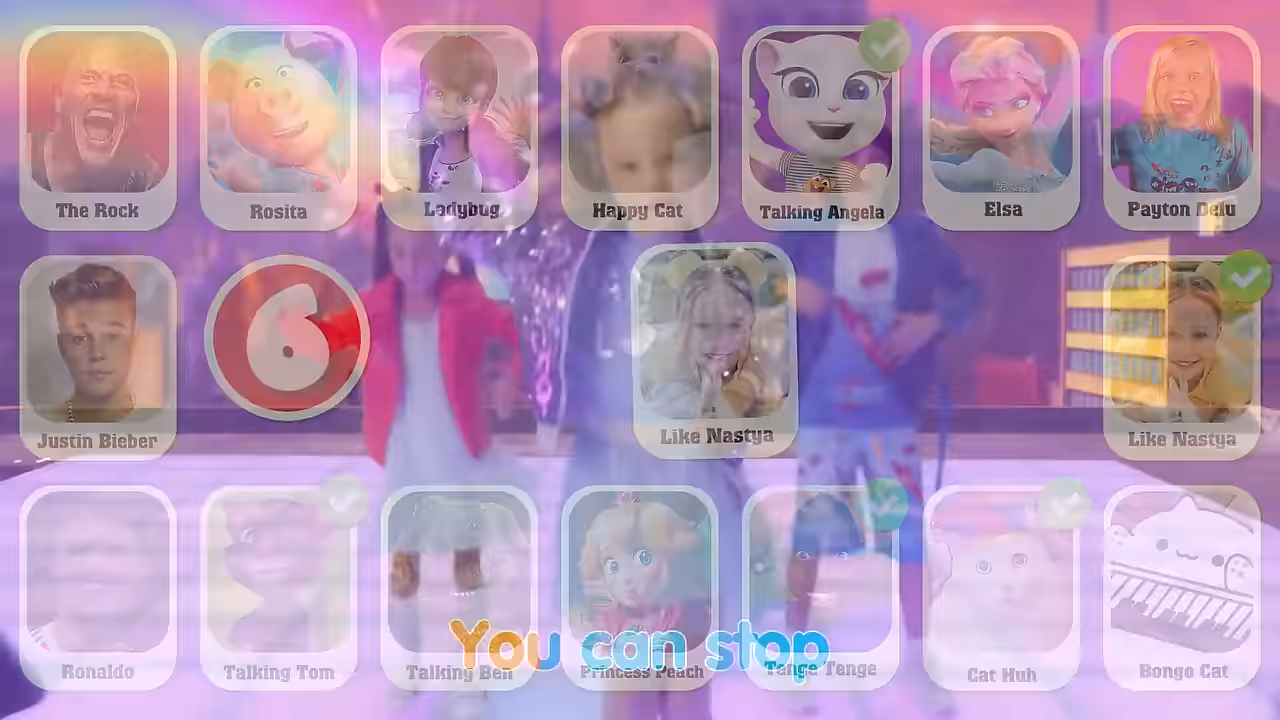 The Rock
Rosita
Ladybug
Happy Cat
Talking Angela
Elsa
Payton Delu
Justin Bieber
6
Like Nastya
Like Nastya
Ronaldo
Talking Tom
Talking Ben
Princess Peach
Tenge Tenge
Cat Huh
Bongo Cat
You can stop